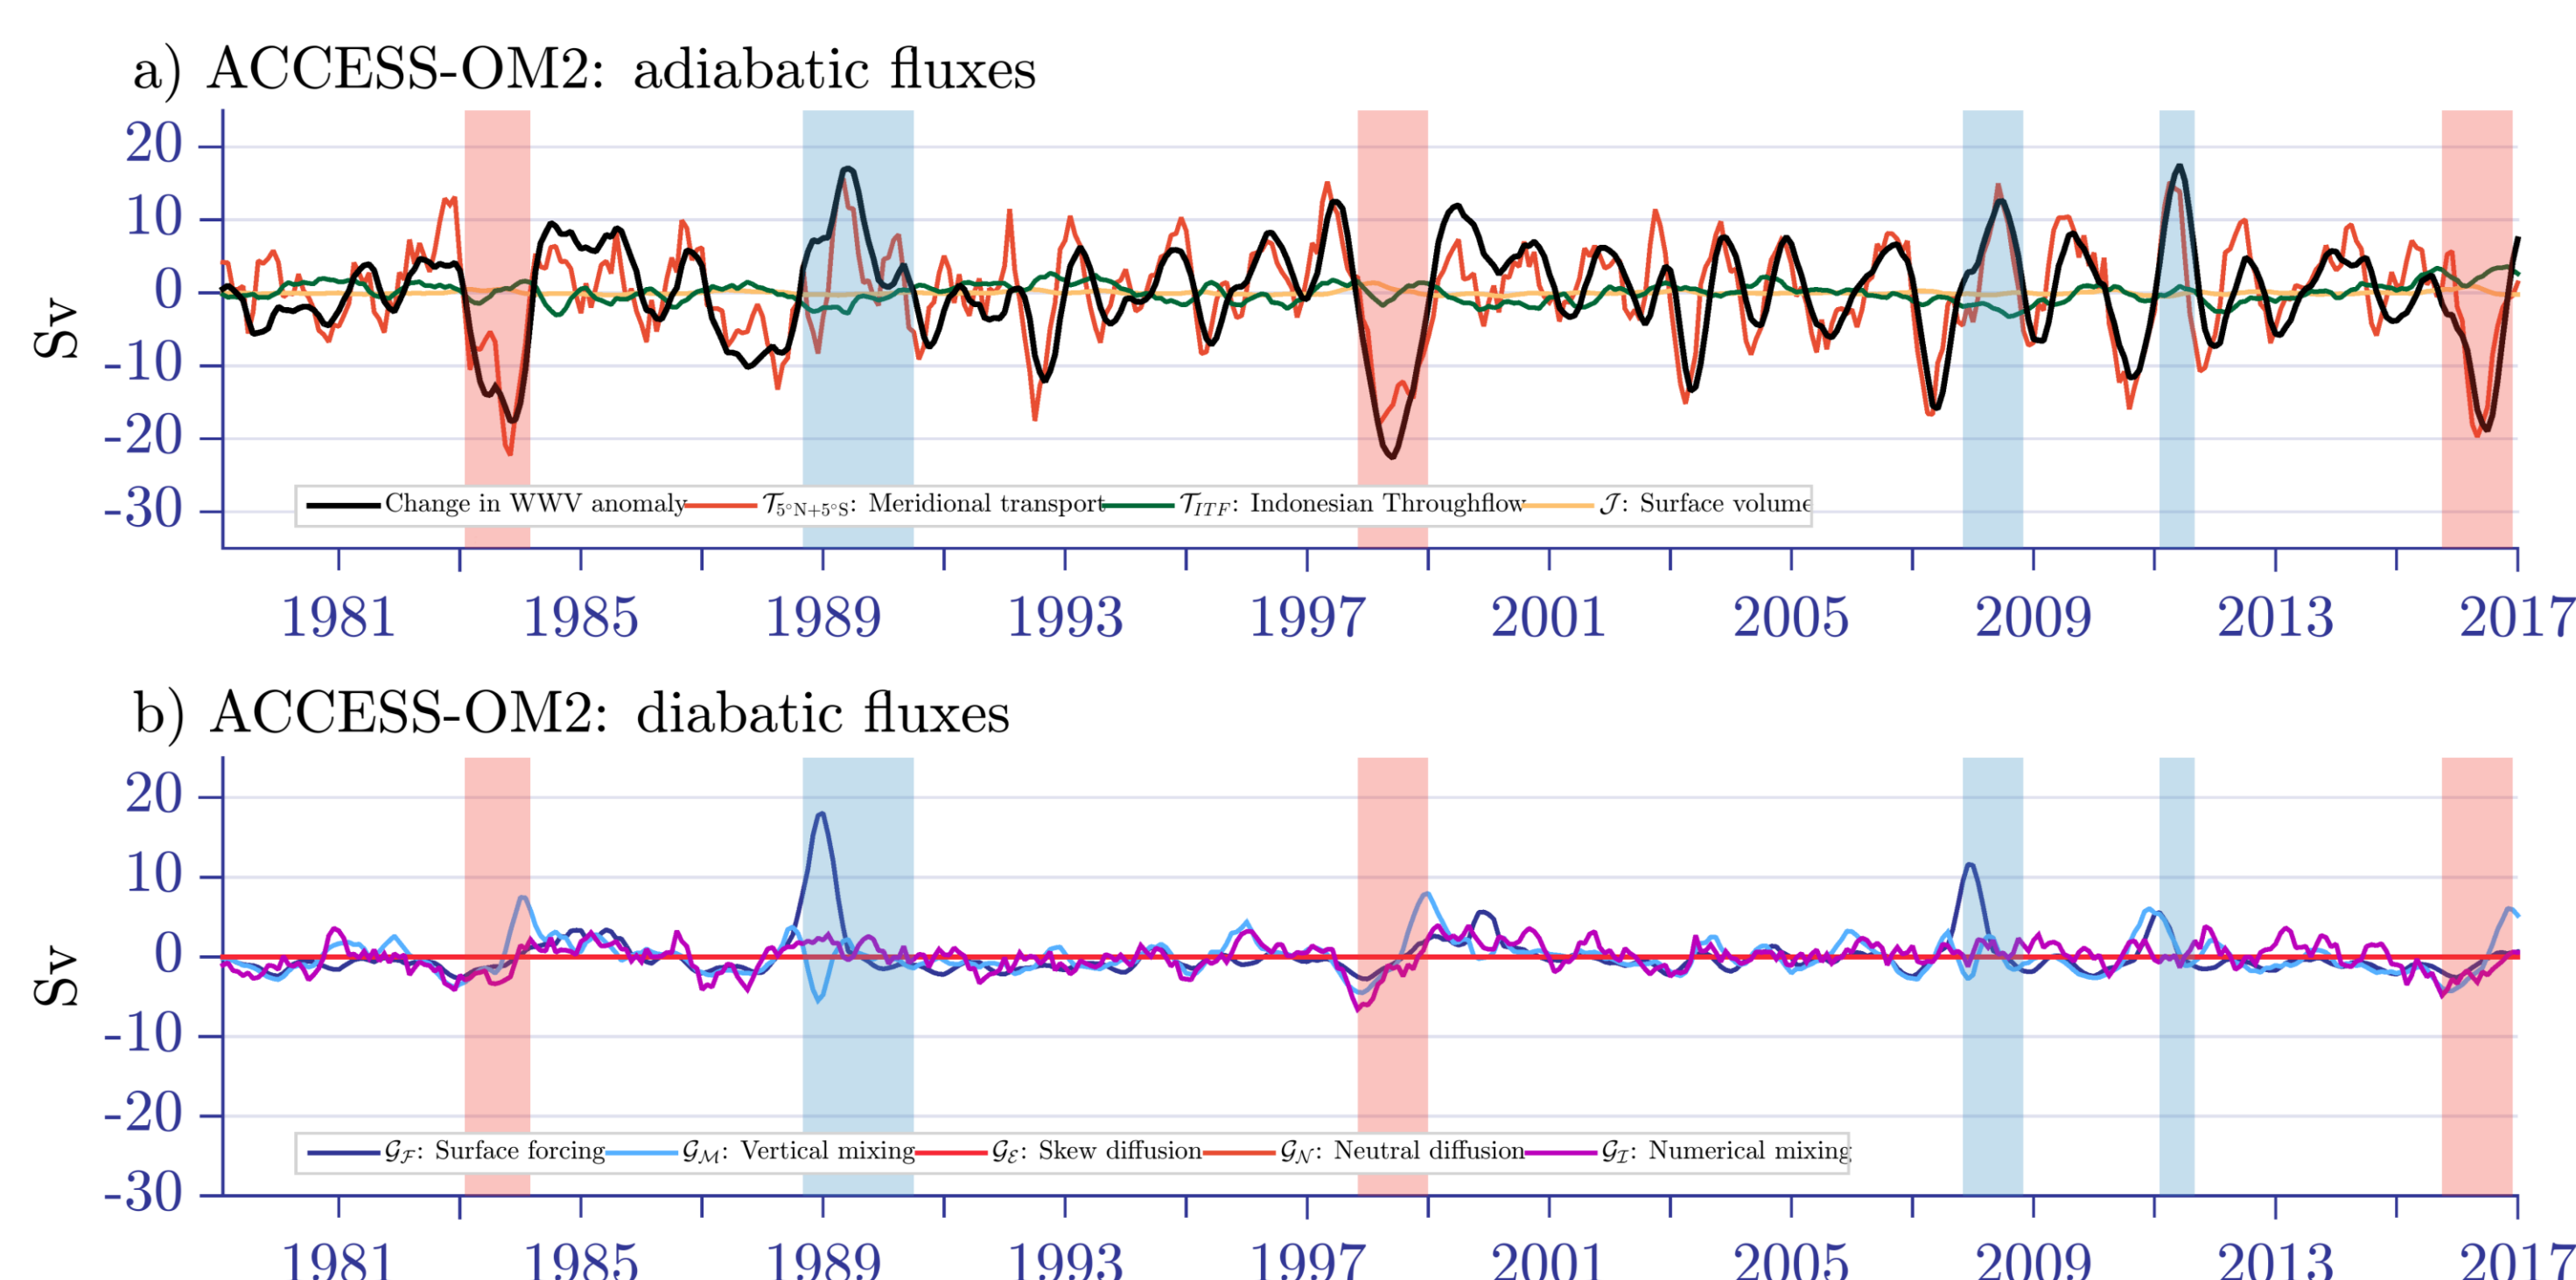 a) ACCESS-OM2: adiabatic fluxes
20
10
0
-10
-20
-30
Sv
Change in WWV anomaly 𝒯5°N+5°S: Meridional transport 𝒯ITF: Indonesian Throughflow 𝒥: Surface volume
1981 1985 1989 1993 1997 2001 2005 2009 2013 2017
b) ACCESS-OM2: diabatic fluxes
20
10
0
-10
-20
-30
Sv
𝒢ℱ: Surface forcing 𝒢ℳ: Vertical mixing 𝒢ℰ: Skew diffusion 𝒢𝒩: Neutral diffusion 𝒢ℐ: Numerical mixing
1981 1985 1989 1993 1997 2001 2005 2009 2013 2017